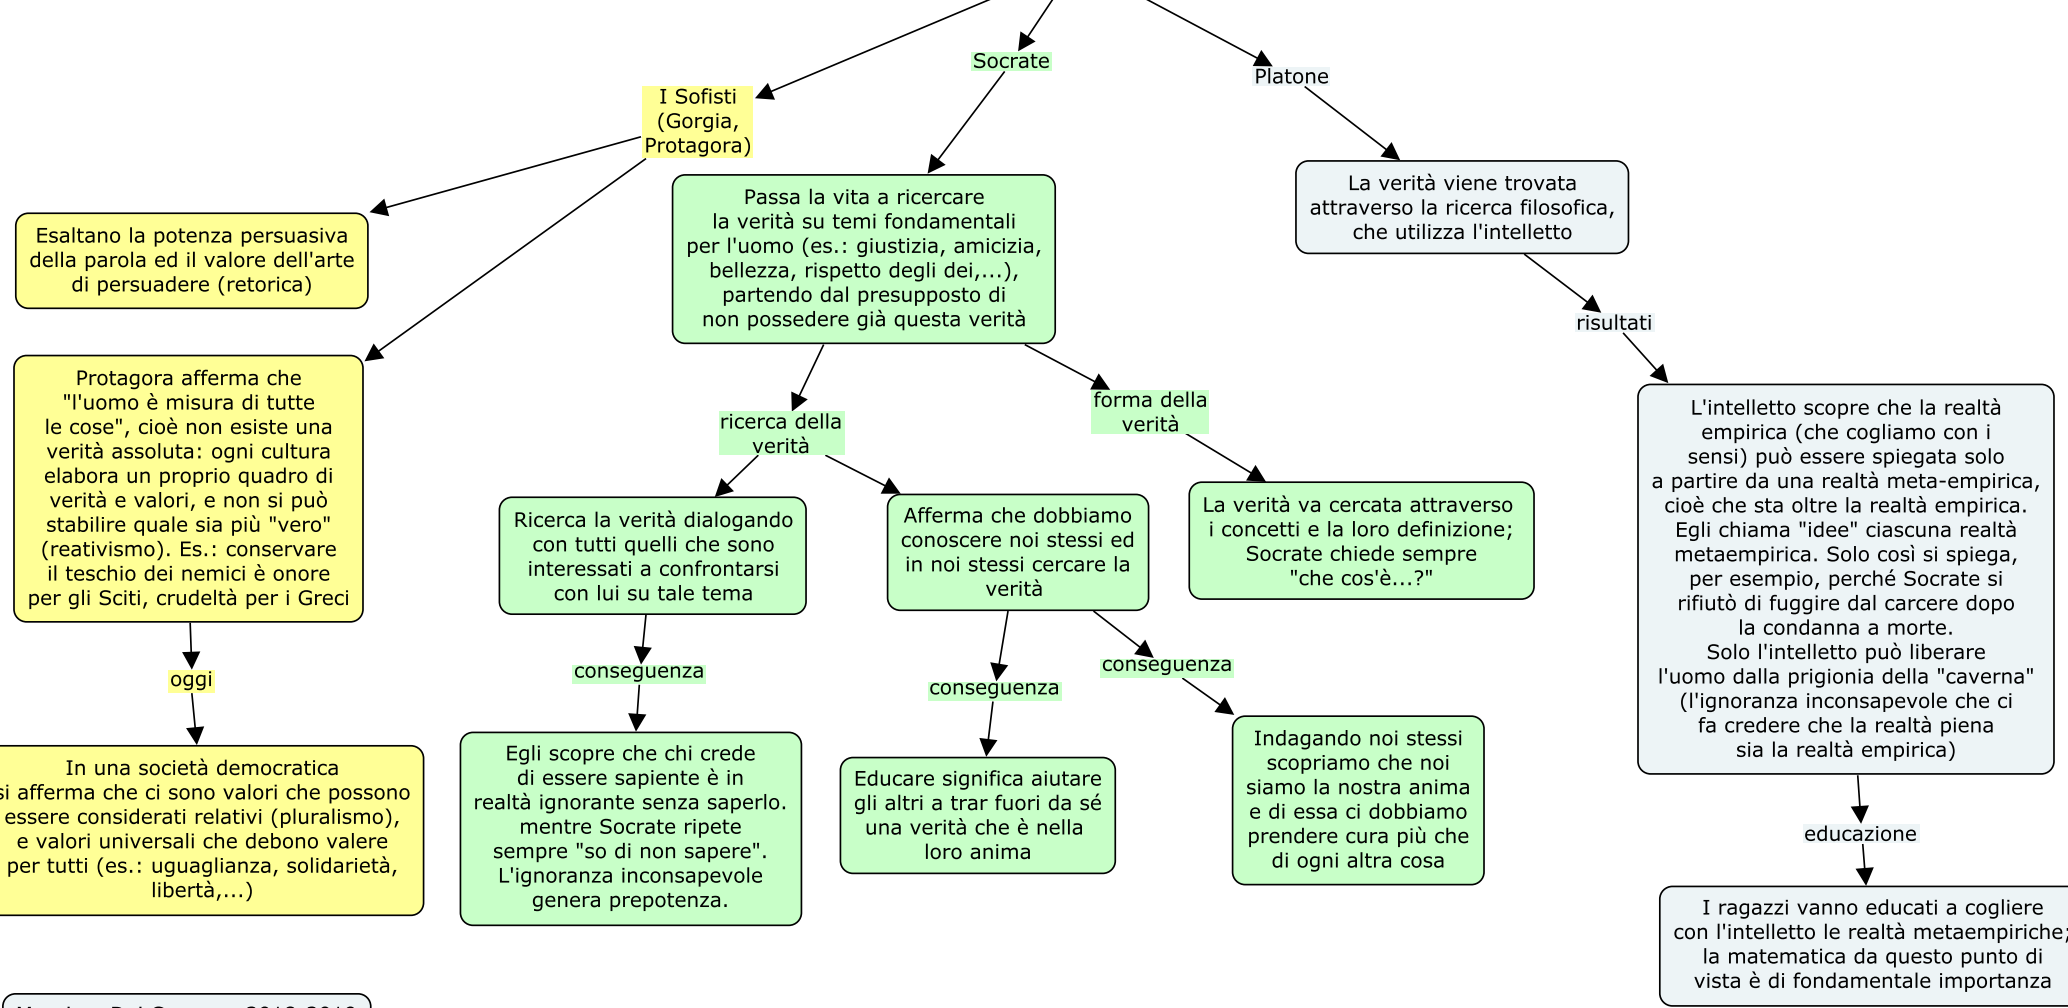 Socrate
Platone
I Sofisti
(Gorgia,
Protagora)
Esaltano la potenza persuasiva
della parola ed il valore dell'arte
di persuadere (retorica)
Protagora afferma che
"l'uomo è misura di tutte
le cose", cioè non esiste una
verità assoluta: ogni cultura
elabora un proprio quadro di
verità e valori, e non si può
stabilire quale sia più "vero"
(reativismo). Es.: conservare
il teschio dei nemici è onore
per gli Sciti, crudeltà per i Greci
oggi
In una società democratica
si afferma che ci sono valori che possono
essere considerati relativi (pluralismo),
e valori universali che debono valere
per tutti (es.: uguaglianza, solidarietà,
libertà,...)
Passa la vita a ricercare
la verità su temi fondamentali
per l'uomo (es.: giustizia, amicizia,
bellezza, rispetto degli dei,...),
partendo dal presupposto di
non possedere già questa verità
ricerca della
verità
forma della
verità
Ricerca la verità dialogando
con tutti quelli che sono
interessati a confrontarsi
con lui su tale tema
Afferma che dobbiamo
conoscere noi stessi ed
in noi stessi cercare la
verità
La verità va cercata attraverso
i concetti e la loro definizione;
Socrate chiede sempre
"che cos'è...?"
conseguenza
conseguenza
conseguenza
Egli scopre che chi crede
di essere sapiente è in
realtà ignorante senza saperlo.
mentre Socrate ripete
sempre "so di non sapere".
L'ignoranza inconsapevole
genera prepotenza.
Educare significa aiutare
gli altri a trar fuori da sé
una verità che è nella
loro anima
Indagando noi stessi
scopriamo che noi
siamo la nostra anima
e di essa ci dobbiamo
prendere cura più che
di ogni altra cosa
La verità viene trovata
attraverso la ricerca filosofica,
che utilizza l'intelletto
risultati
L'intelletto scopre che la realtà
empirica (che cogliamo con i
sensi) può essere spiegata solo
a partire da una realtà meta-empirica,
cioè che sta oltre la realtà empirica.
Egli chiama "idee" ciascuna realtà
metaempirica. Solo così si spiega,
per esempio, perché Socrate si
rifiutò di fuggire dal carcere dopo
la condanna a morte.
Solo l'intelletto può liberare
l'uomo dalla prigionia della "caverna"
(l'ignoranza inconsapevole che ci
fa credere che la realtà piena
sia la realtà empirica)
educazione
I ragazzi vanno educati a cogliere
con l'intelletto le realtà metaempiriche;
la matematica da questo punto di
vista è di fondamentale importanza